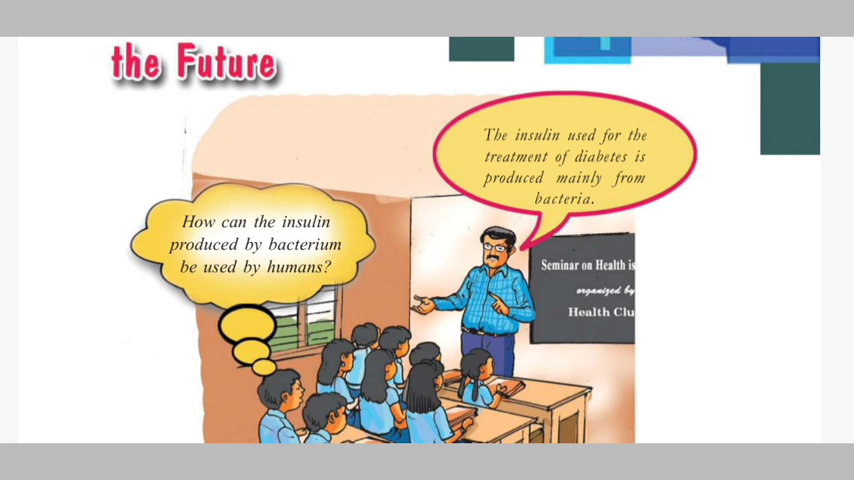 the Future
The insulin used for the
treatment of diabetes is
produced mainly from
bacteria.
How can the insulin
produced by bacterium
be used by humans?
Seminar on Health is
organized by
Health Clu